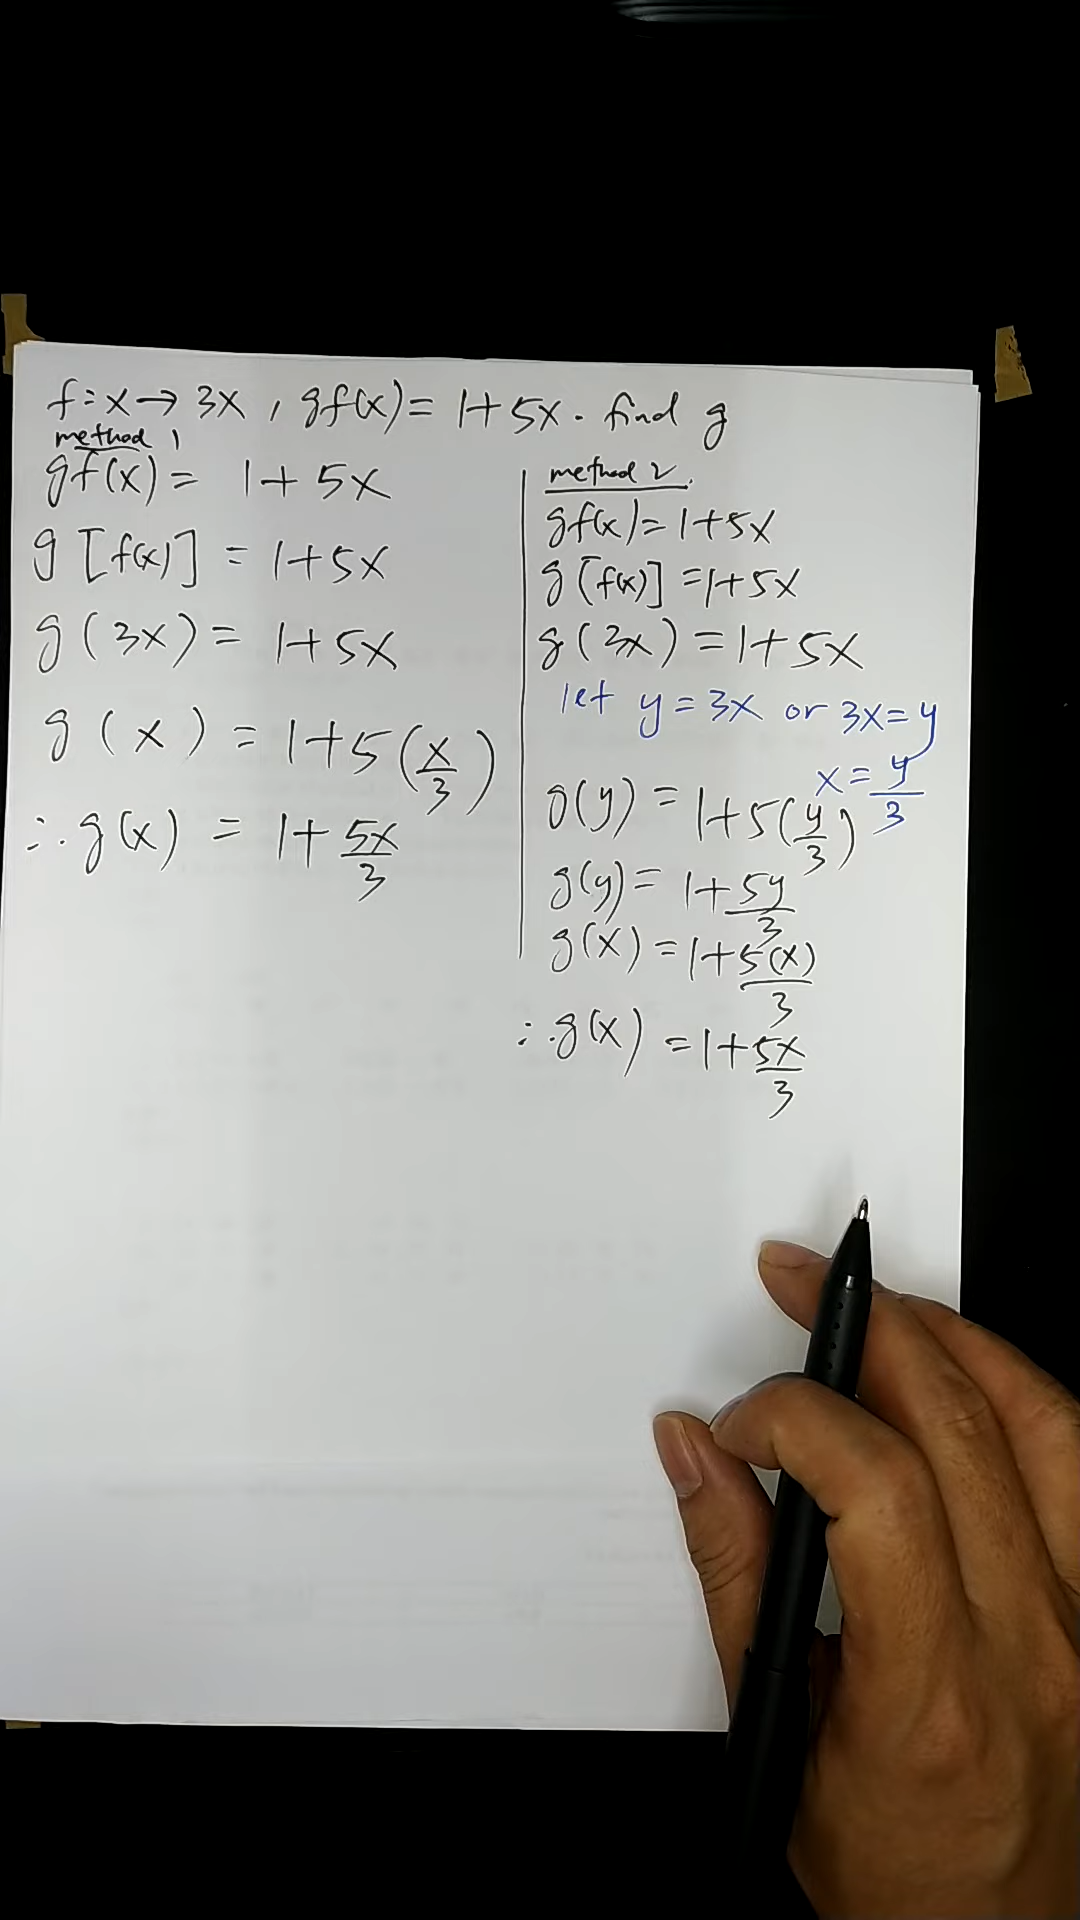 f:x→3x, gf(x)= 1+5x. find g
method 1
gf(x)= 1+5x
g[f(x)] = 1+5x
g(3x)= 1+5x
g(x) = 1+5(x/3)
∴g(x) = 1+5x/3
method 2.
gf(x)=1+5x
g[f(x)]=1+5x
g(3x)=1+5x
let y=3x or 3x=y
x=y/3
g(y)=1+5(y/3)
g(y)=1+5y/3
g(x)=1+5(x)/3
∴g(x)=1+5x/3